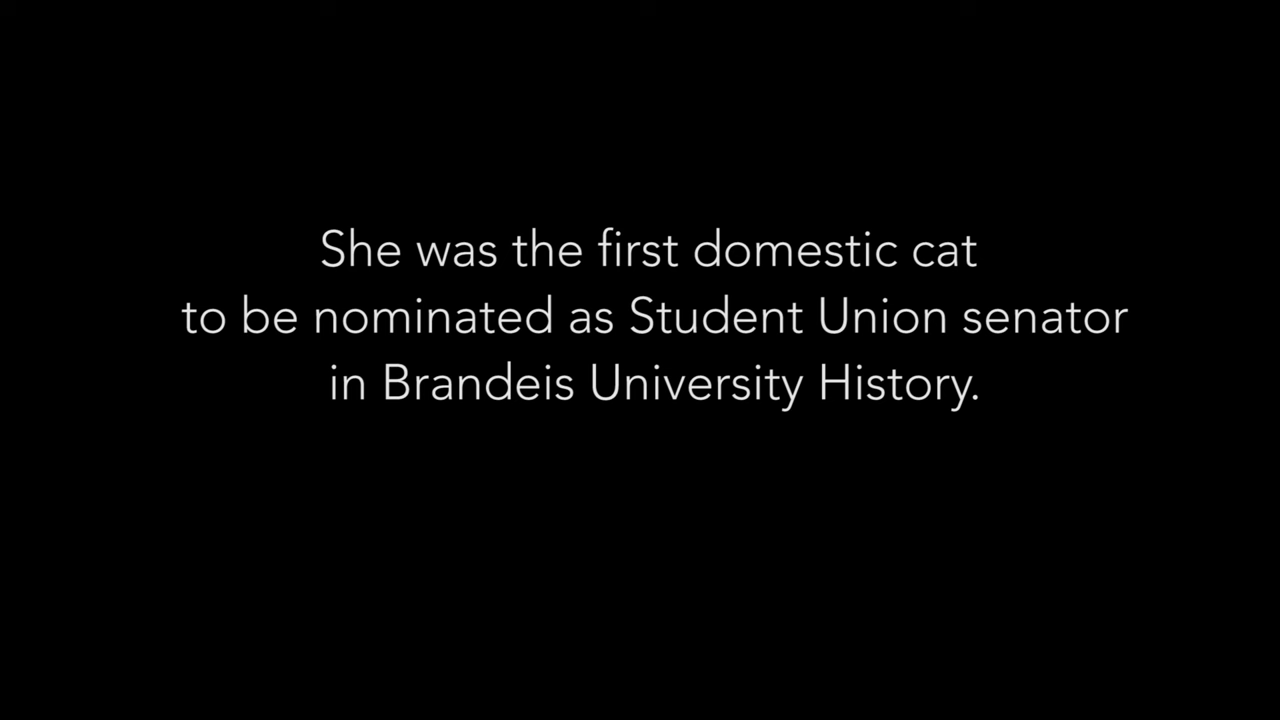 She was the first domestic cat
to be nominated as Student Union senator
in Brandeis University History.